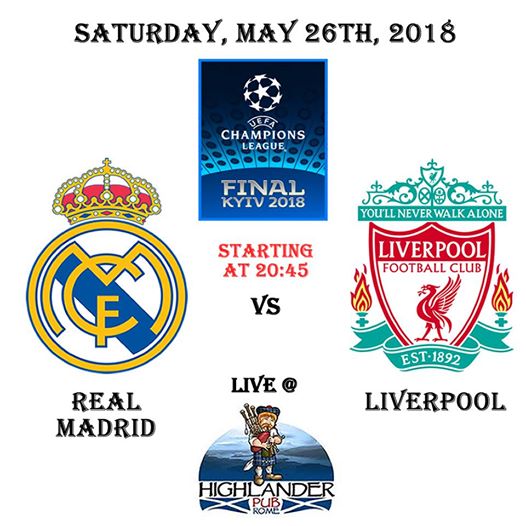 SATURDAY, MAY 26TH, 2018
UEFA
CHAMPIONS
LEAGUE
FINAL
KYIV 2018
YOU'LL NEVER WALK ALONE
LIVERPOOL
FOOTBALL CLUB
EST·1892
STARTING
AT 20:45
VS
REAL
MADRID
LIVERPOOL
LIVE @
HIGHLANDER
PUB
ROME